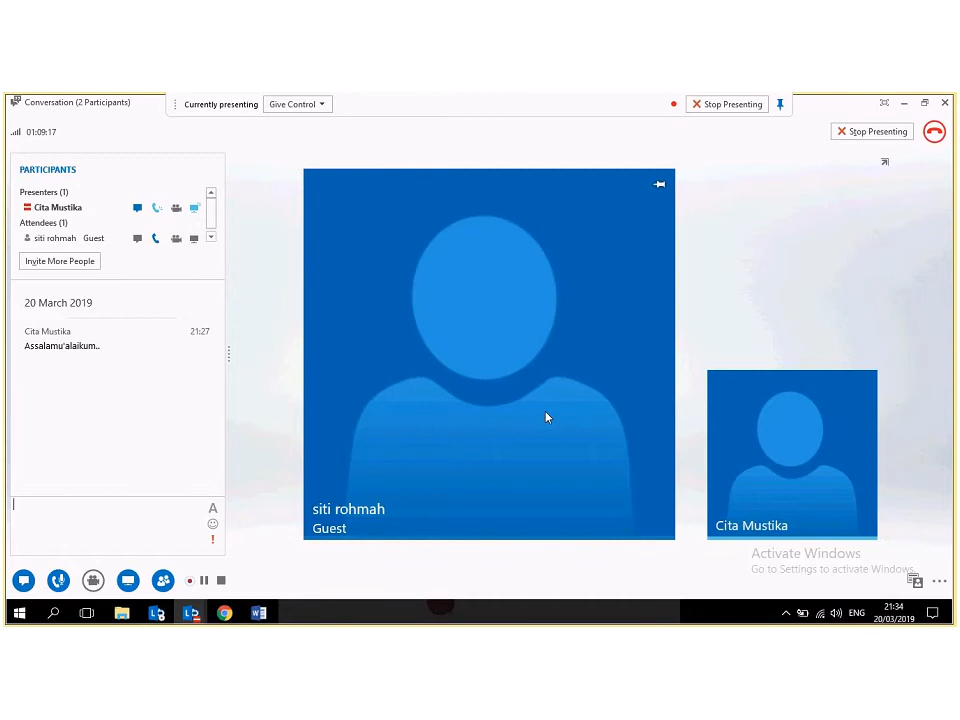 Conversation (2 Participants)
Currently presenting
Give Control
Stop Presenting
01:09:17
Stop Presenting
PARTICIPANTS
Presenters (1)
Cita Mustika
Attendees (1)
siti rohmah Guest
Invite More People
20 March 2019
Cita Mustika 21:27
Assalamu'alaikum..
A
!
siti rohmah
Guest
Cita Mustika
Activate Windows
Go to Settings to activate Windows.
ENG
21:34
20/03/2019